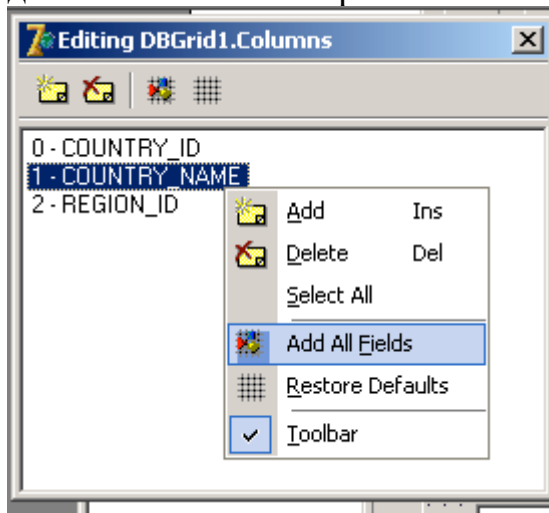 Editing DBGrid1.Columns
0 - COUNTRY_ID
1 - COUNTRY_NAME
2 - REGION_ID
Add Ins
Delete Del
Select All
Add All Fields
Restore Defaults
Toolbar